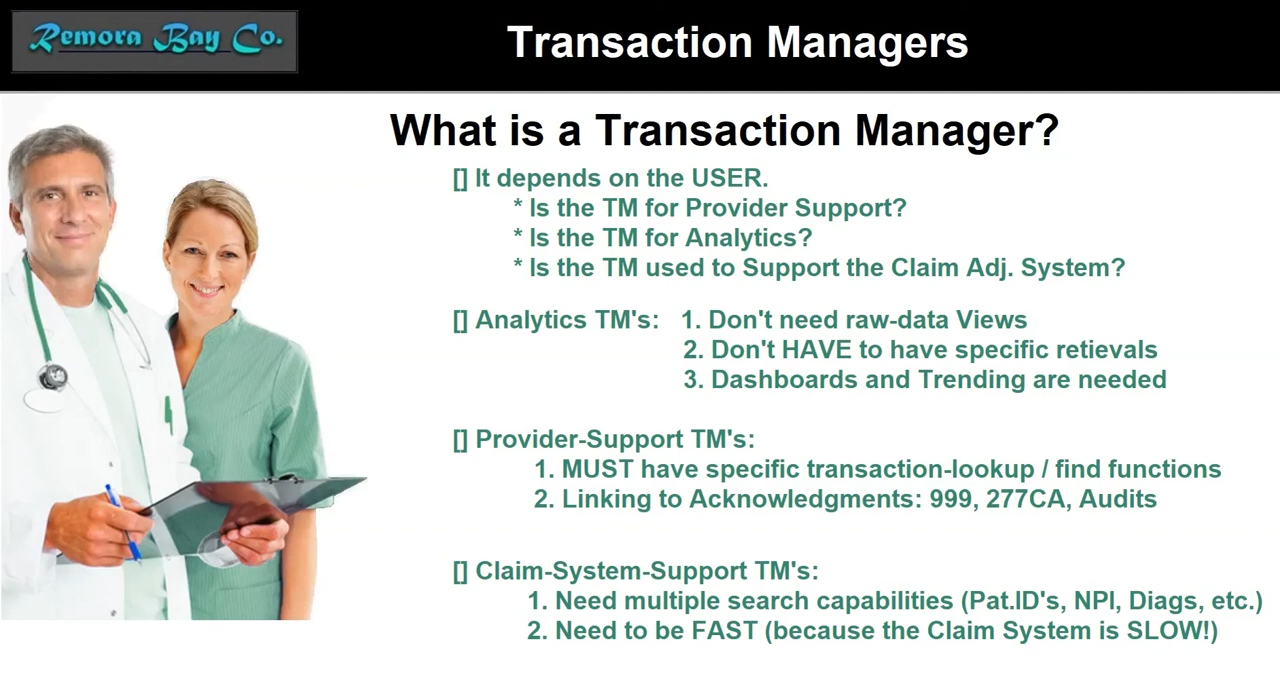 Remora Bay Co.
Transaction Managers
What is a Transaction Manager?
[] It depends on the USER.
* Is the TM for Provider Support?
* Is the TM for Analytics?
* Is the TM used to Support the Claim Adj. System?
[] Analytics TM's: 1. Don't need raw-data Views
2. Don't HAVE to have specific retievals
3. Dashboards and Trending are needed
[] Provider-Support TM's:
1. MUST have specific transaction-lookup / find functions
2. Linking to Acknowledgments: 999, 277CA, Audits
[] Claim-System-Support TM's:
1. Need multiple search capabilities (Pat.ID's, NPI, Diags, etc.)
2. Need to be FAST (because the Claim System is SLOW!)